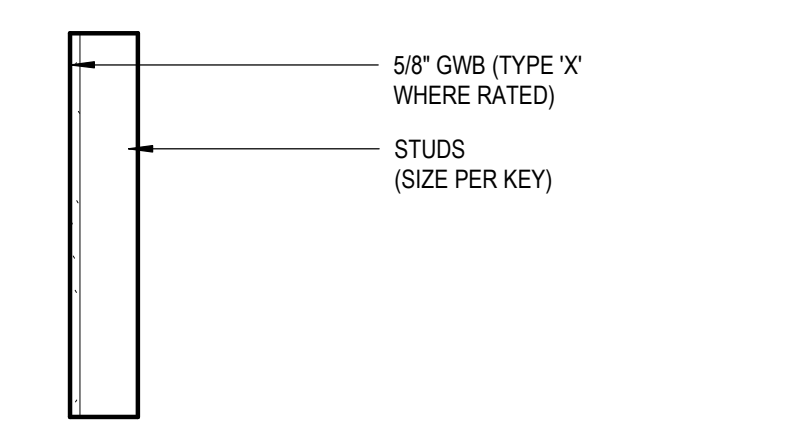 5/8" GWB (TYPE 'X'
WHERE RATED)
STUDS
(SIZE PER KEY)